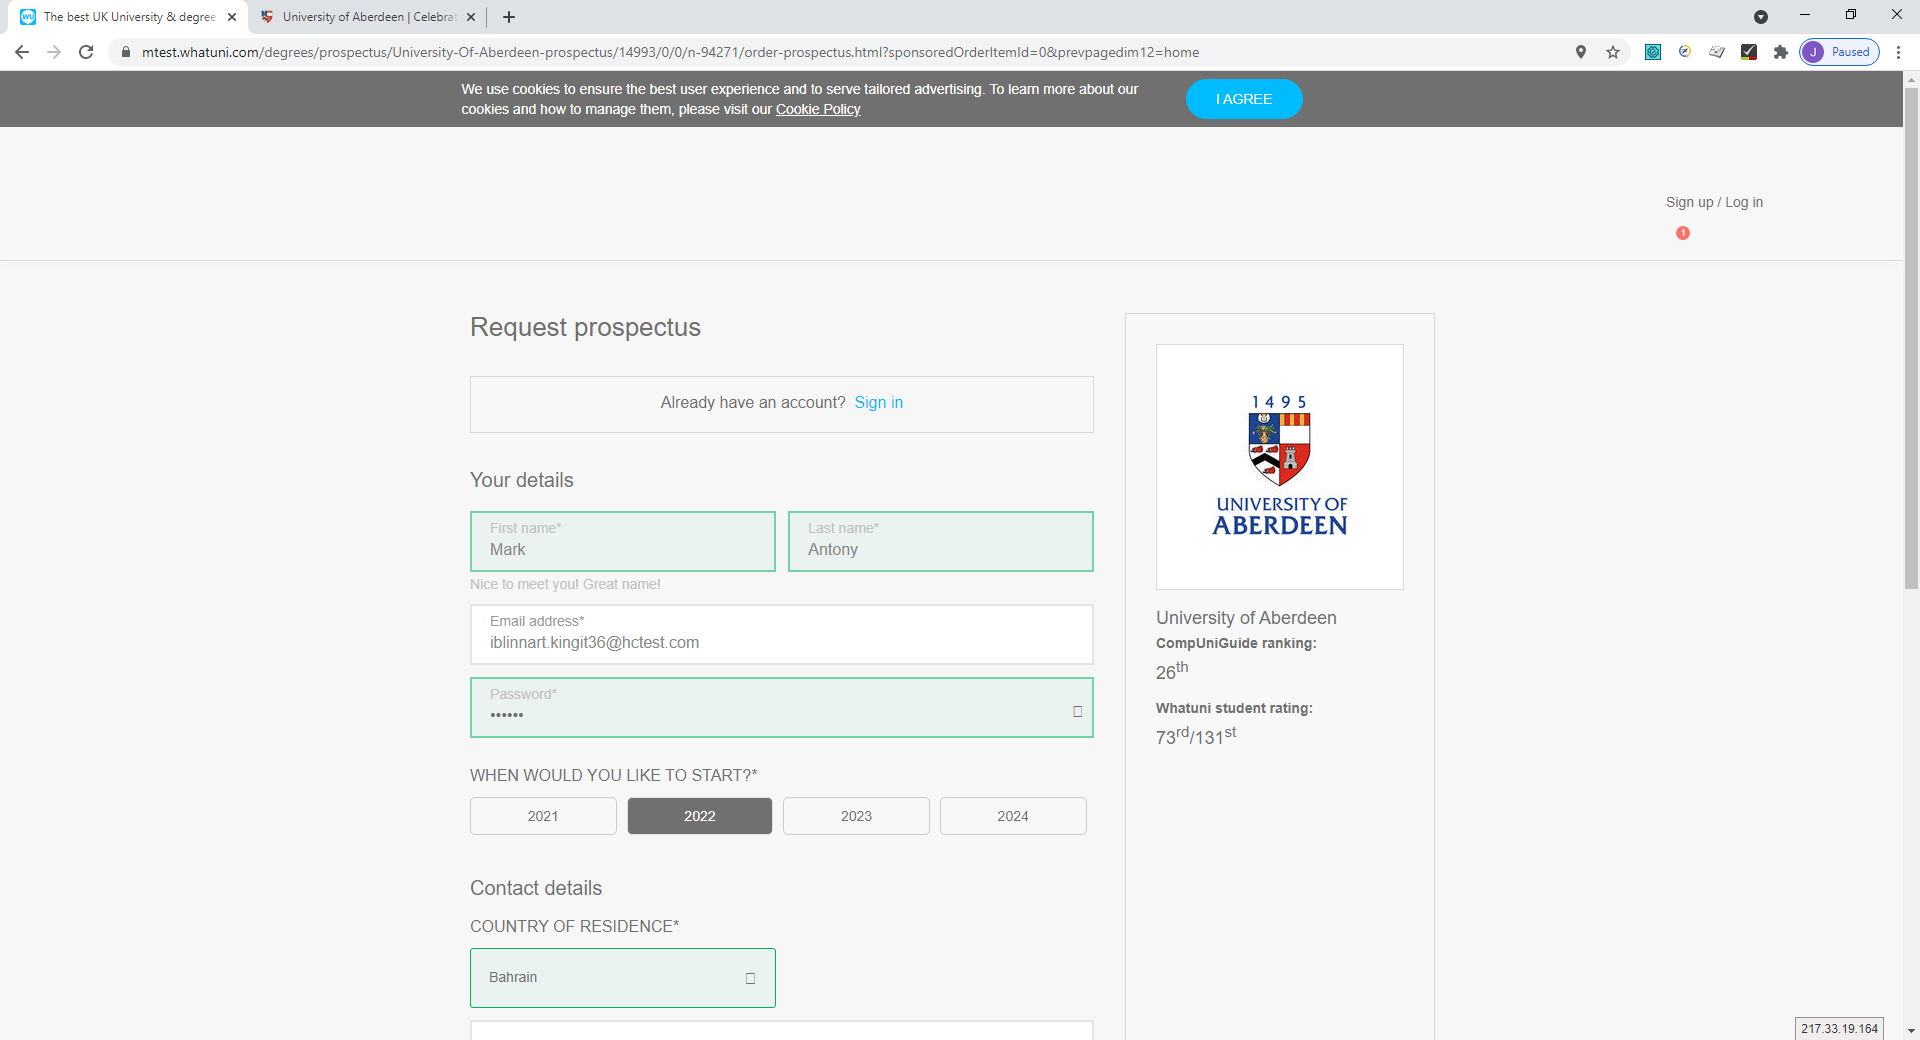 The best UK University & degree
University of Aberdeen | Celebrat
mtest.whatuni.com/degrees/prospectus/University-Of-Aberdeen-prospectus/14993/0/0/n-94271/order-prospectus.html?sponsoredOrderItemId=0&prevpagedim12=home
J Paused
We use cookies to ensure the best user experience and to serve tailored advertising. To learn more about our
cookies and how to manage them, please visit our Cookie Policy
I AGREE
Sign up / Log in
1
Request prospectus
Already have an account? Sign in
Your details
First name*
Mark
Last name*
Antony
Nice to meet you! Great name!
Email address*
iblinnart.kingit36@hctest.com
Password*
••••••
WHEN WOULD YOU LIKE TO START?*
2021
2022
2023
2024
Contact details
COUNTRY OF RESIDENCE*
Bahrain
1495
UNIVERSITY OF
ABERDEEN
University of Aberdeen
CompUniGuide ranking:
26th
Whatuni student rating:
73rd/131st
217.33.19.164